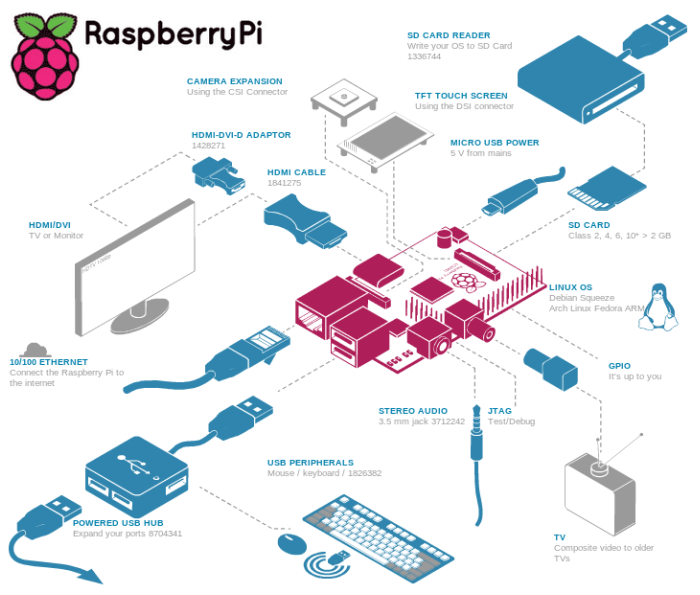 RaspberryPi
SD CARD READER
Write your OS to SD Card
1336744
CAMERA EXPANSION
Using the CSI Connector
TFT TOUCH SCREEN
Using the DSI connector
HDMI-DVI-D ADAPTOR
1428271
MICRO USB POWER
5 V from mains
HDMI CABLE
1841275
HDMI/DVI
TV or Monitor
SD CARD
Class 2, 4, 6, 10* > 2 GB
LINUX OS
Debian Squeeze
Arch Linux Fedora ARM
10/100 ETHERNET
Connect the Raspberry Pi to
the internet
GPIO
It's up to you
STEREO AUDIO
3.5 mm jack 3712242
JTAG
Test/Debug
USB PERIPHERALS
Mouse / keyboard / 1826382
POWERED USB HUB
Expand your ports 8704341
TV
Composite video to older
TVs